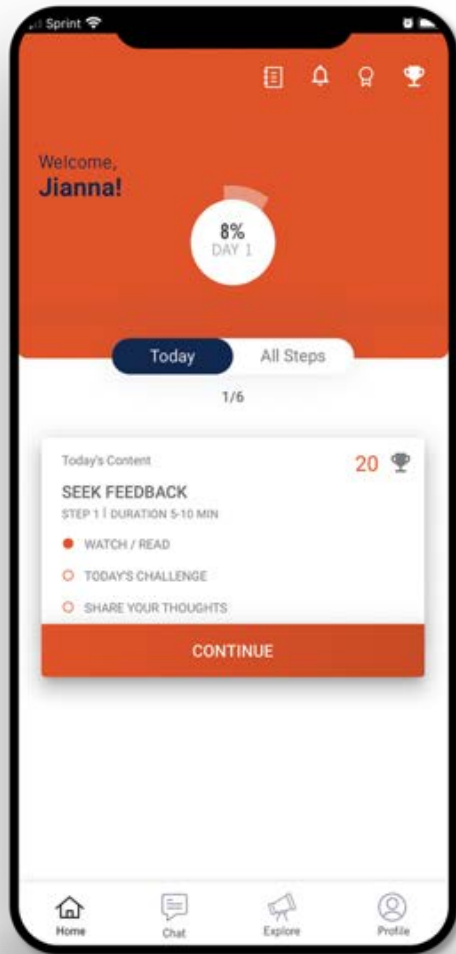 Sprint
Welcome,
Jianna!
8%
DAY 1
Today
All Steps
1/6
Today's Content
20
SEEK FEEDBACK
STEP 1 | DURATION 5-10 MIN
WATCH / READ
TODAY'S CHALLENGE
SHARE YOUR THOUGHTS
CONTINUE
Home
Chat
Explore
Profile